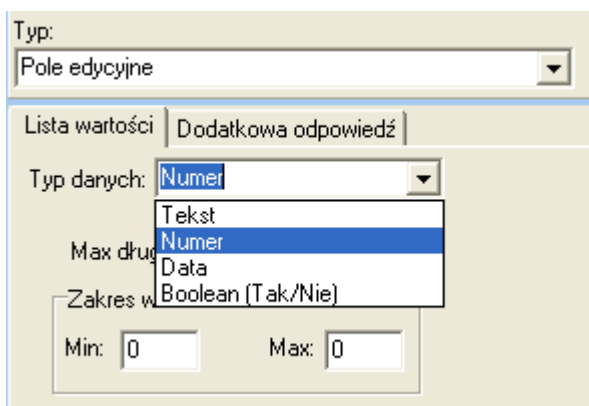 Typ:
Pole edycyjne
Lista wartości Dodatkowa odpowiedź
Typ danych: Numer
Tekst
Numer
Max
Data
Zakres
Boolean (Tak/Nie)
Min: 0 Max: 0